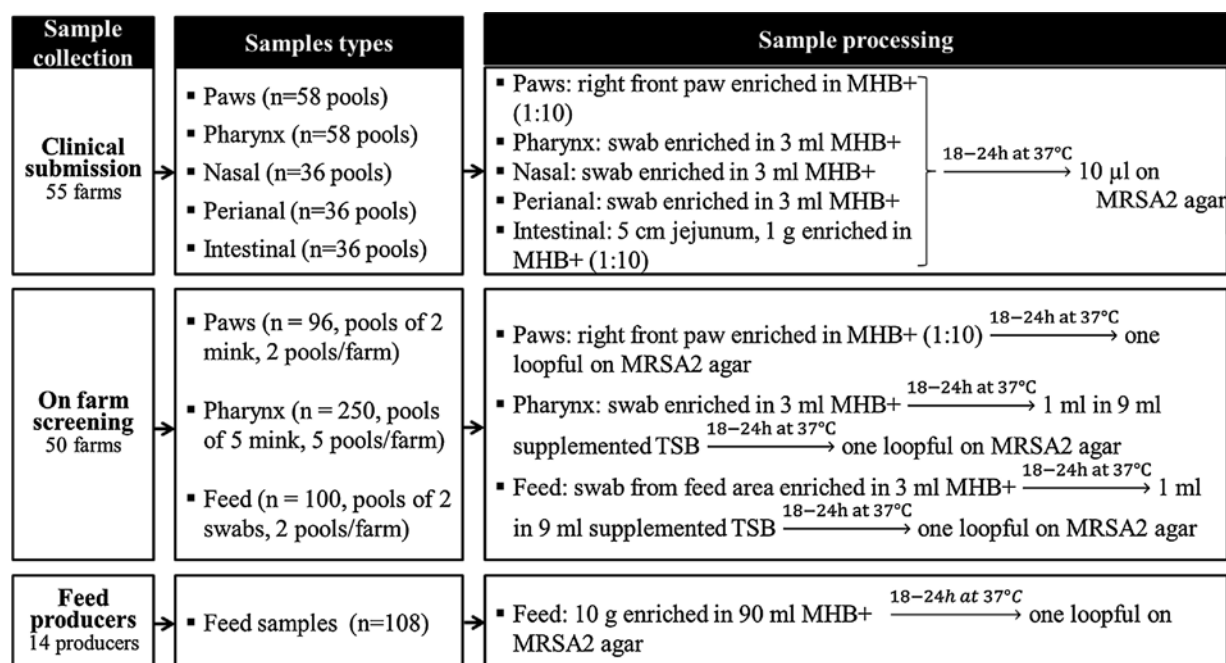 Sample
collection
Samples types
Sample processing
Clinical
submission
55 farms
▪ Paws (n=58 pools)
▪ Pharynx (n=58 pools)
▪ Nasal (n=36 pools)
▪ Perianal (n=36 pools)
▪ Intestinal (n=36 pools)
▪ Paws: right front paw enriched in MHB+
(1:10)
▪ Pharynx: swab enriched in 3 ml MHB+
▪ Nasal: swab enriched in 3 ml MHB+
▪ Perianal: swab enriched in 3 ml MHB+
▪ Intestinal: 5 cm jejunum, 1 g enriched in
MHB+ (1:10)
18−24h at 37°C
10 µl on
MRSA2 agar
On farm
screening
50 farms
▪ Paws (n = 96, pools of 2
mink, 2 pools/farm)
▪ Pharynx (n = 250, pools
of 5 mink, 5 pools/farm)
▪ Feed (n = 100, pools of 2
swabs, 2 pools/farm)
▪ Paws: right front paw enriched in MHB+ (1:10) 18−24h at 37°C one
loopful on MRSA2 agar
▪ Pharynx: swab enriched in 3 ml MHB+ 18−24h at 37°C 1 ml in 9 ml
supplemented TSB 18−24h at 37°C one loopful on MRSA2 agar
▪ Feed: swab from feed area enriched in 3 ml MHB+ 18−24h at 37°C 1 ml
in 9 ml supplemented TSB 18−24h at 37°C one loopful on MRSA2 agar
Feed
producers
14 producers
▪ Feed samples (n=108)
▪ Feed: 10 g enriched in 90 ml MHB+ 18−24h at 37°C one loopful on
MRSA2 agar